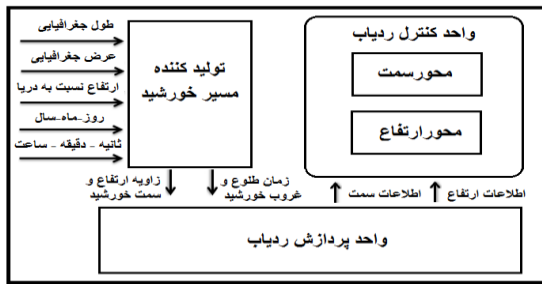 طول جغرافیایی
عرض جغرافیایی
ارتفاع نسبت به دریا
روز-ماه-سال
ثانیه - دقیقه - ساعت
تولید کننده
مسیر خورشید
واحد کنترل ردیاب
محورسمت
محورارتفاع
زاویه ارتفاع و
سمت خورشید
زمان طلوع و
غروب خورشید
اطلاعات سمت
اطلاعات ارتفاع
واحد پردازش ردیاب